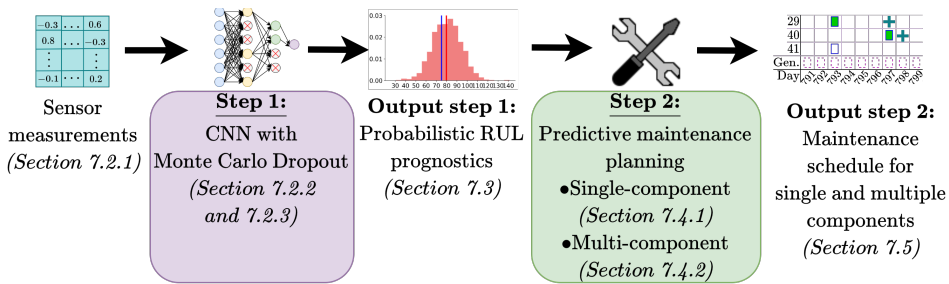 −0.3 ... 0.6
0.8 ... −0.3
⋮ ⋮
−0.1 ... 0.2
Sensor
measurements
(Section 7.2.1)
Step 1:
CNN with
Monte Carlo Dropout
(Section 7.2.2
and 7.2.3)
0.03
0.02
0.01
0.00
30 40 50 60 70 80 90 100 110 120 130 140
Output step 1:
Probabilistic RUL
prognostics
(Section 7.3)
Step 2:
Predictive maintenance
planning
•Single-component
(Section 7.4.1)
•Multi-component
(Section 7.4.2)
29
40
41
Gen.
Day
791 792 793 794 795 796 797 798 799
Output step 2:
Maintenance
schedule for
single and multiple
components
(Section 7.5)